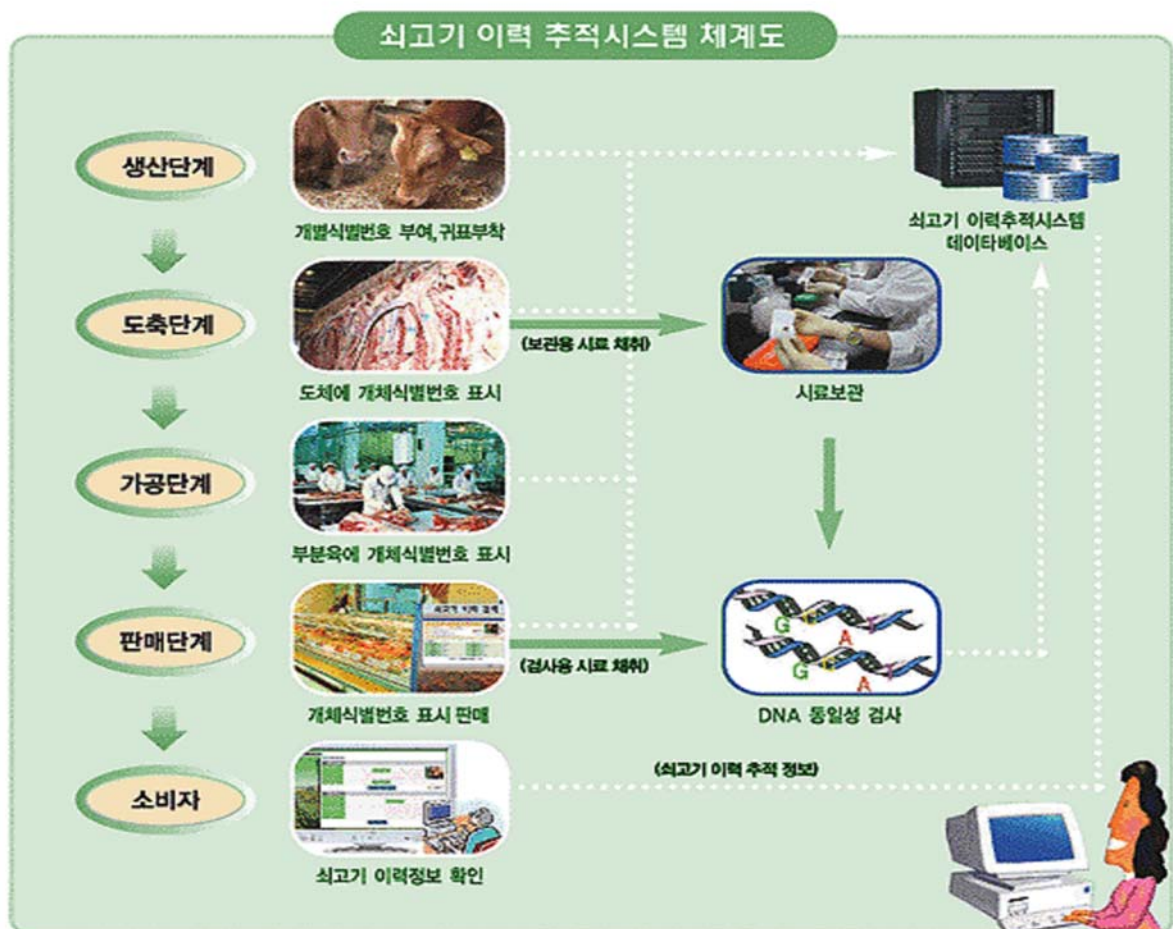 쇠고기 이력 추적시스템 체계도
생산단계
개별식별번호 부여,귀표부착
쇠고기 이력추적시스템
데이타베이스
도축단계
(보관용 시료 채취)
도체에 개체식별번호 표시
시료보관
가공단계
부분육에 개체식별번호 표시
판매단계
쇠고기 이력 검색
(검사용 시료 채취)
G
A
G
A
개체식별번호 표시 판매
DNA 동일성 검사
소비자
(쇠고기 이력 추적 정보)
쇠고기 이력정보 확인